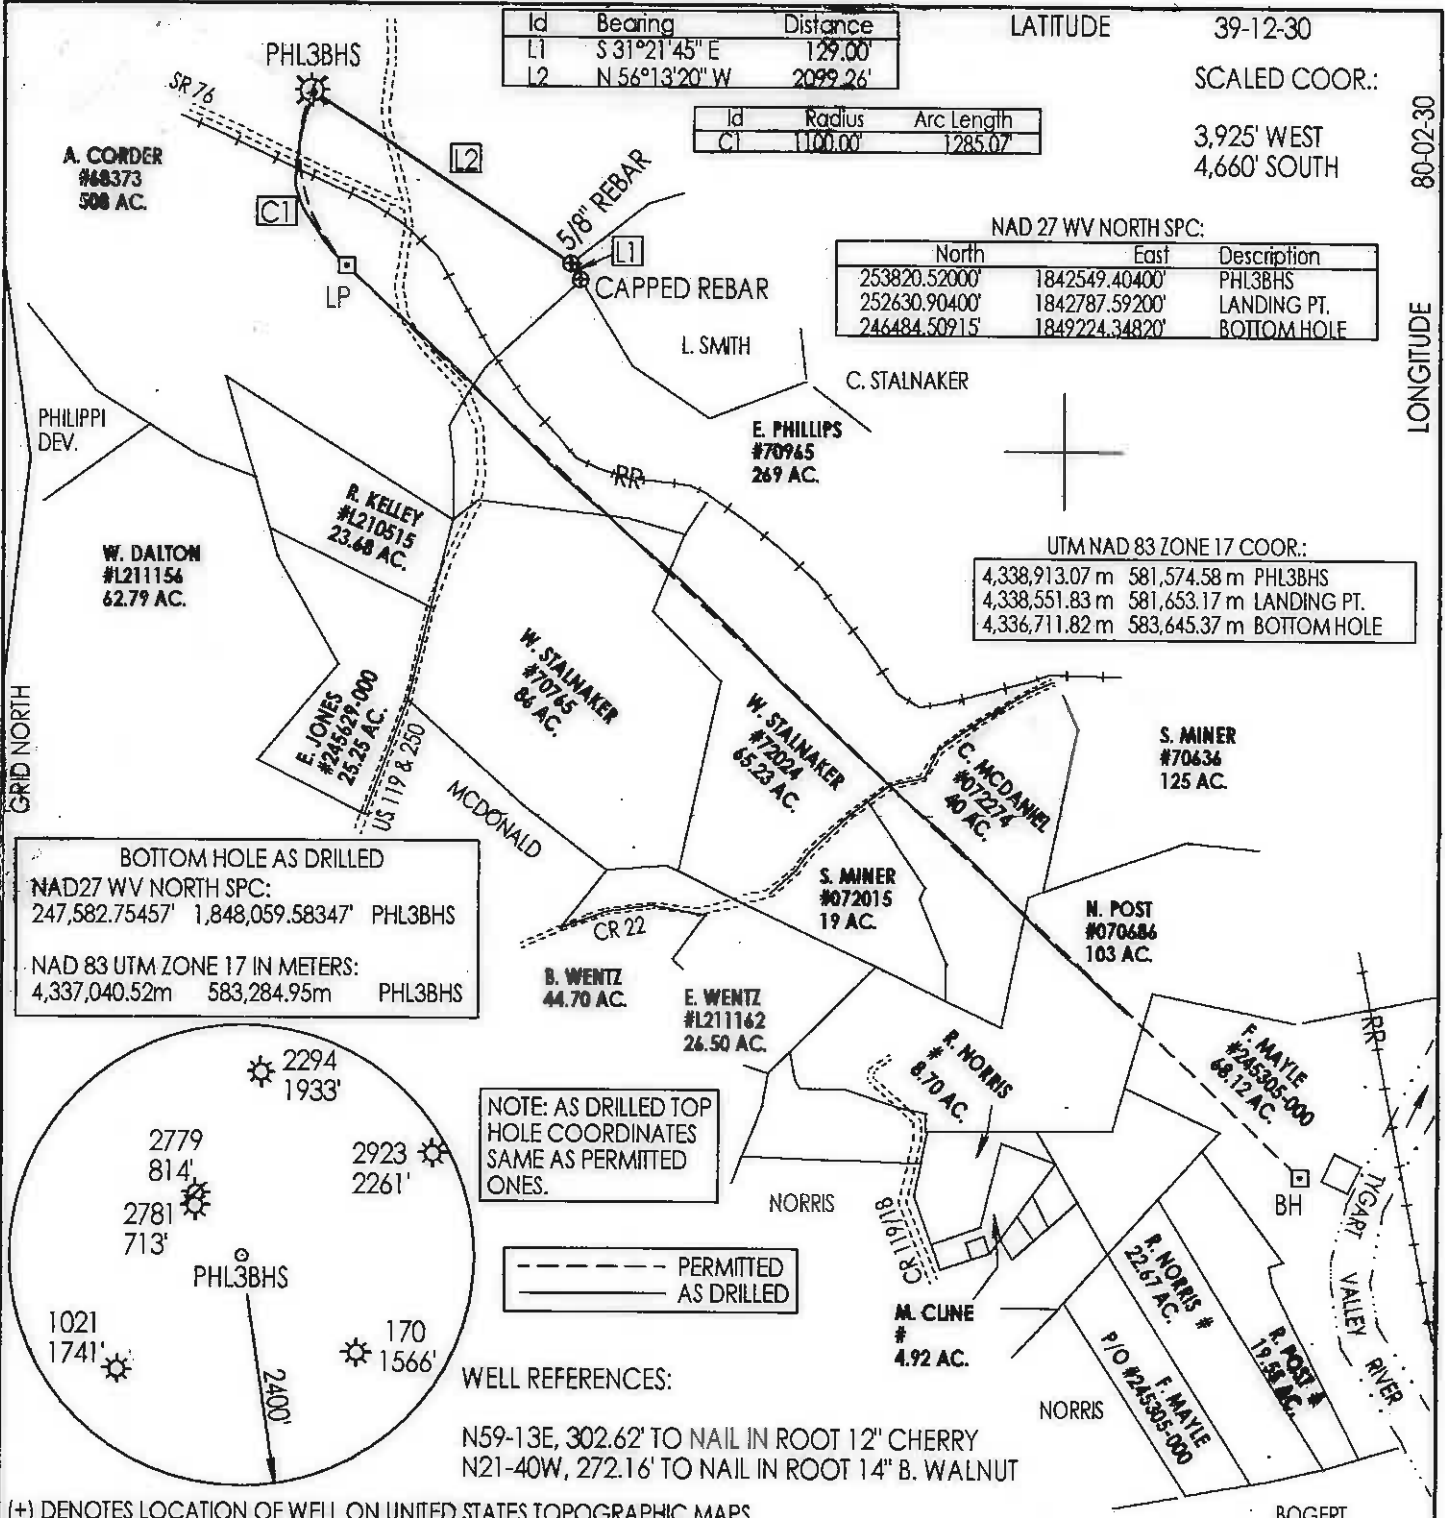 Id Bearing Distance
L1 S 31°21'45" E 129.00'
L2 N 56°13'20" W 2099.26'
LATITUDE 39-12-30
SCALED COOR.:
3,925' WEST
4,660' SOUTH
80-02-30
LONGITUDE
Id Radius Arc Length
C1 1100.00' 1285.07'
PHL3BHS
SR 76
A. CORDER
#68373
508 AC.
L2
C1
5/8" REBAR
L1
CAPPED REBAR
LP
NAD 27 WV NORTH SPC:
North East Description
253820.52000' 1842549.40400' PHL3BHS
252630.90400' 1842787.59200' LANDING PT.
246484.50915' 1849224.34820' BOTTOM HOLE
L. SMITH
C. STALNAKER
PHILIPPI
DEV.
E. PHILLIPS
#70965
269 AC.
RR
R. KELLEY
#L210515
23.68 AC.
W. DALTON
#L211156
62.79 AC.
UTM NAD 83 ZONE 17 COOR.:
4,338,913.07 m 581,574.58 m PHL3BHS
4,338,551.83 m 581,653.17 m LANDING PT.
4,336,711.82 m 583,645.37 m BOTTOM HOLE
W. STALNAKER
#70765
86 AC.
GRID NORTH
E. JONES
#245629-000
25.25 AC.
US 119 & 250
MCDONALD
W. STALNAKER
#72024
65.23 AC.
C. MCDANIEL
#072274
40 AC.
S. MINER
#70636
125 AC.
BOTTOM HOLE AS DRILLED
NAD27 WV NORTH SPC:
247,582.75457' 1,848,059.58347' PHL3BHS
NAD 83 UTM ZONE 17 IN METERS:
4,337,040.52m 583,284.95m PHL3BHS
S. MINER
#072015
19 AC.
CR 22
N. POST
#070686
103 AC.
B. WENTZ
44.70 AC.
E. WENTZ
#L211162
26.50 AC.
R. NORRIS
#
8.70 AC.
F. MAYLE
#245305-000
68.12 AC.
RR
2294
1933'
2779
814'
2923
2261'
2781
713'
PHL3BHS
1021
1741'
170
1566'
2400'
NOTE: AS DRILLED TOP
HOLE COORDINATES
SAME AS PERMITTED
ONES.
NORRIS
CR 119/18
BH
TYGART VALLEY RIVER
PERMITTED
AS DRILLED
M. CLINE
#
4.92 AC.
R. NORRIS #
22.67 AC.
R. POST #
19.58 AC.
F. MAYLE
P/O #245305-000
NORRIS
WELL REFERENCES:
N59-13E, 302.62' TO NAIL IN ROOT 12" CHERRY
N21-40W, 272.16' TO NAIL IN ROOT 14" B. WALNUT
(+) DENOTES LOCATION OF WELL ON UNITED STATES TOPOGRAPHIC MAPS
BOGERT